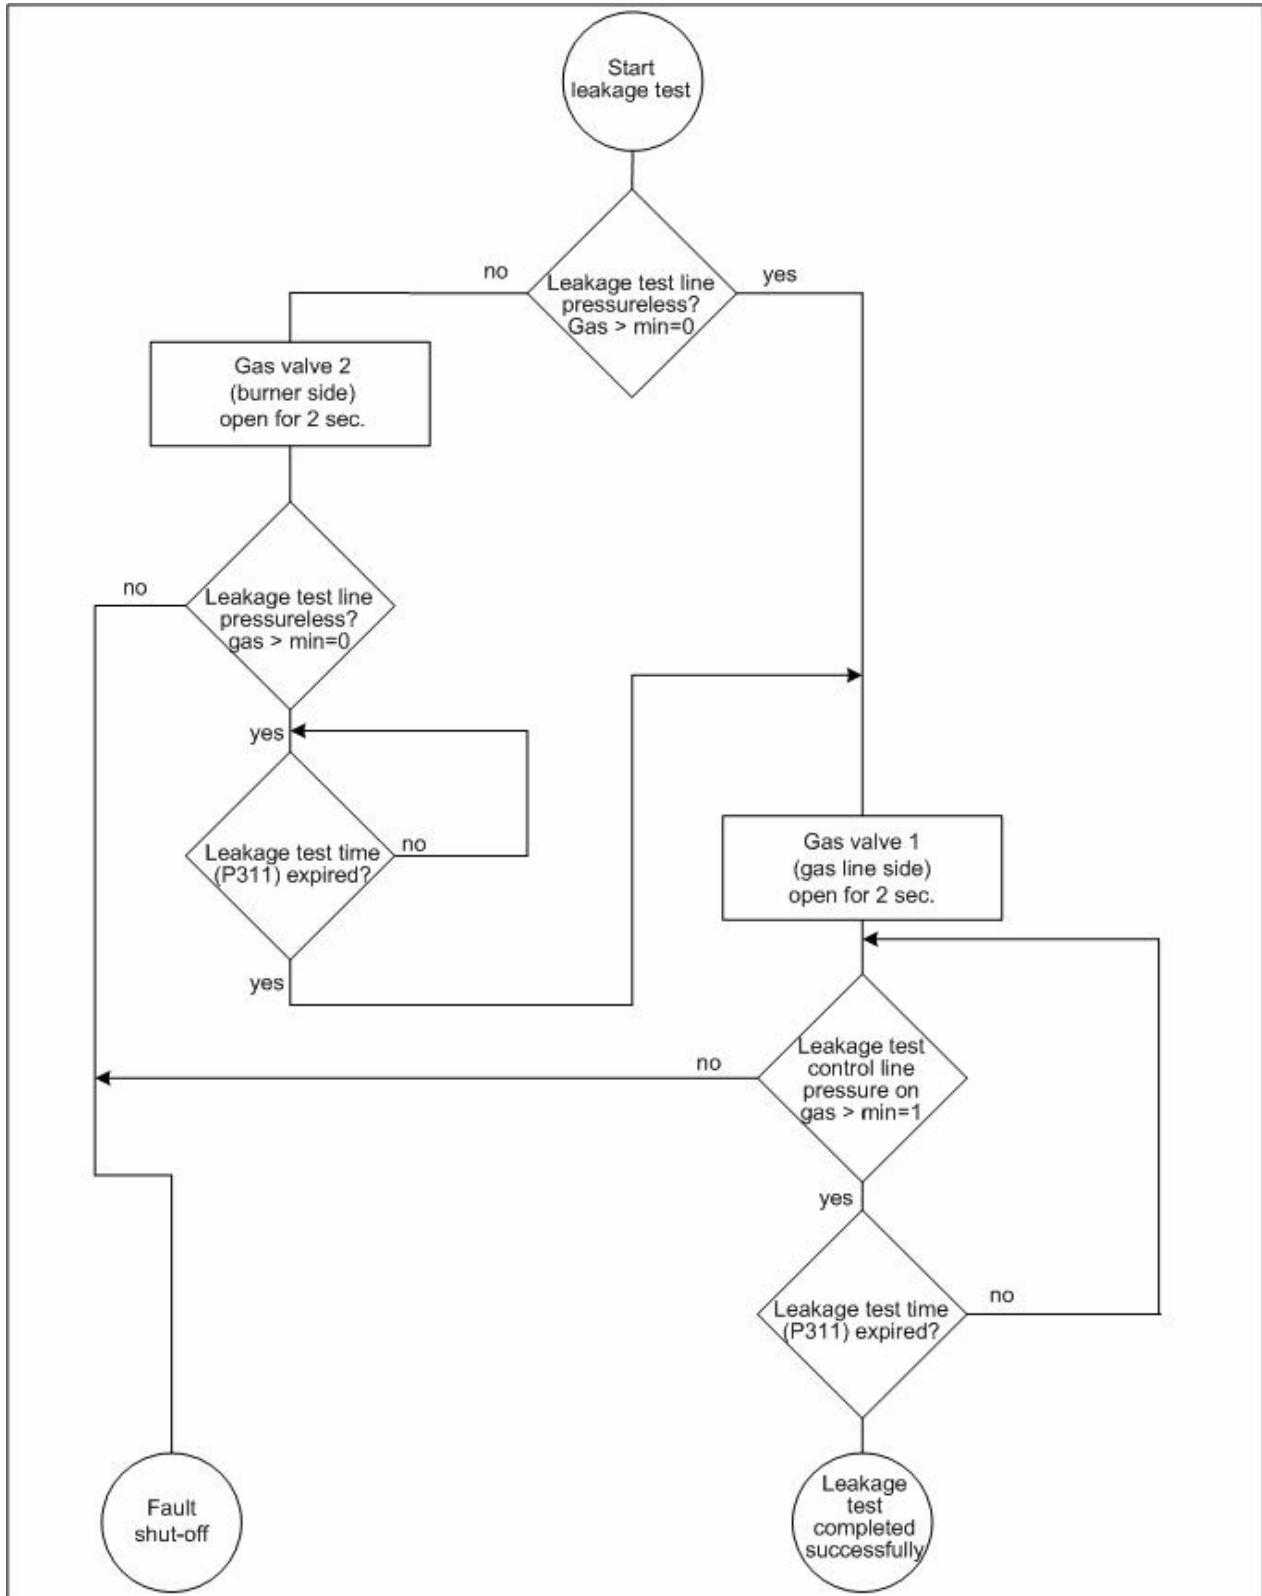 Start
leakage test
no
yes
Leakage test line
pressureless?
Gas > min=0
Gas valve 2
(burner side)
open for 2 sec.
no
Leakage test line
pressureless?
gas > min=0
yes
Leakage test time
(P311) expired?
no
yes
Gas valve 1
(gas line side)
open for 2 sec.
no
Leakage test
control line
pressure on
gas > min=1
yes
Leakage test time
(P311) expired?
no
Fault
shut-off
Leakage
test
completed
successfully